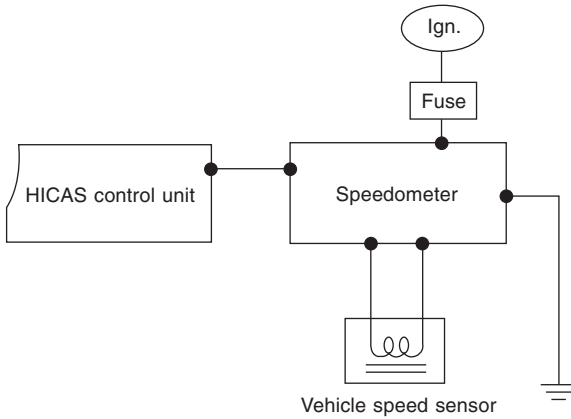 Ign.
Fuse
HICAS control unit
Speedometer
Vehicle speed sensor